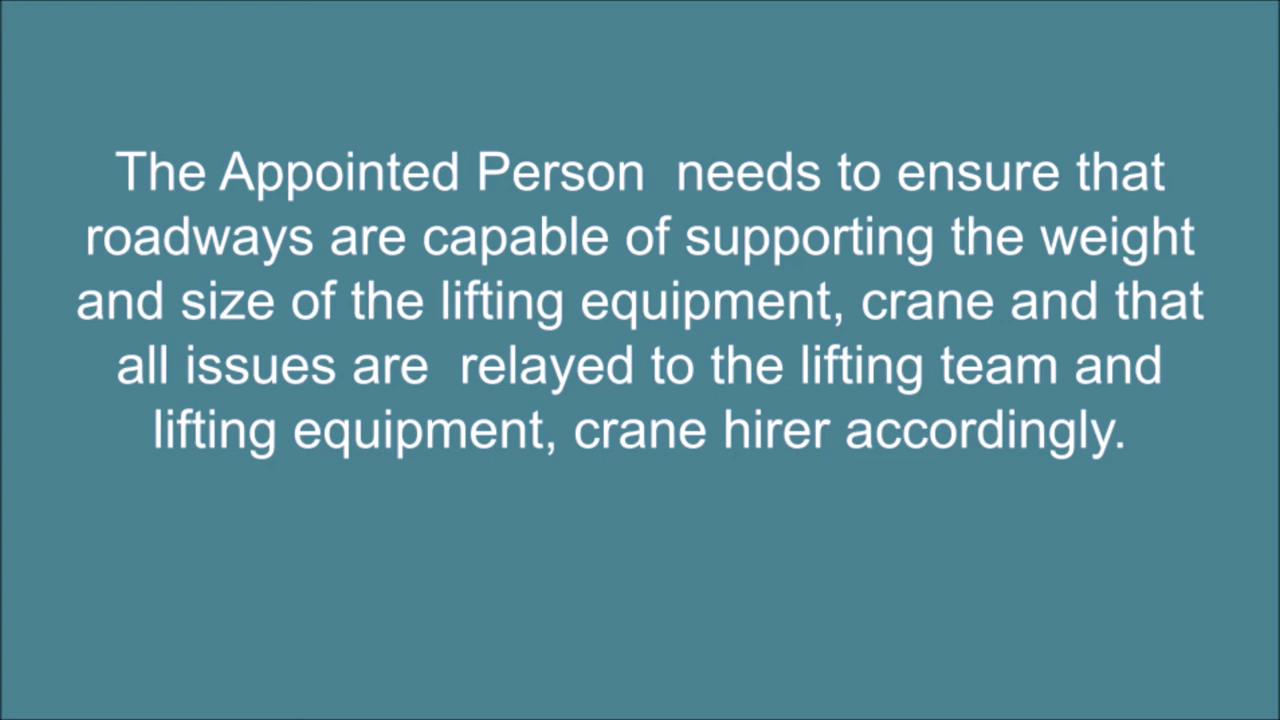 The Appointed Person  needs to ensure that
roadways are capable of supporting the weight
and size of the lifting equipment, crane and that
all issues are  relayed to the lifting team and
lifting equipment, crane hirer accordingly.